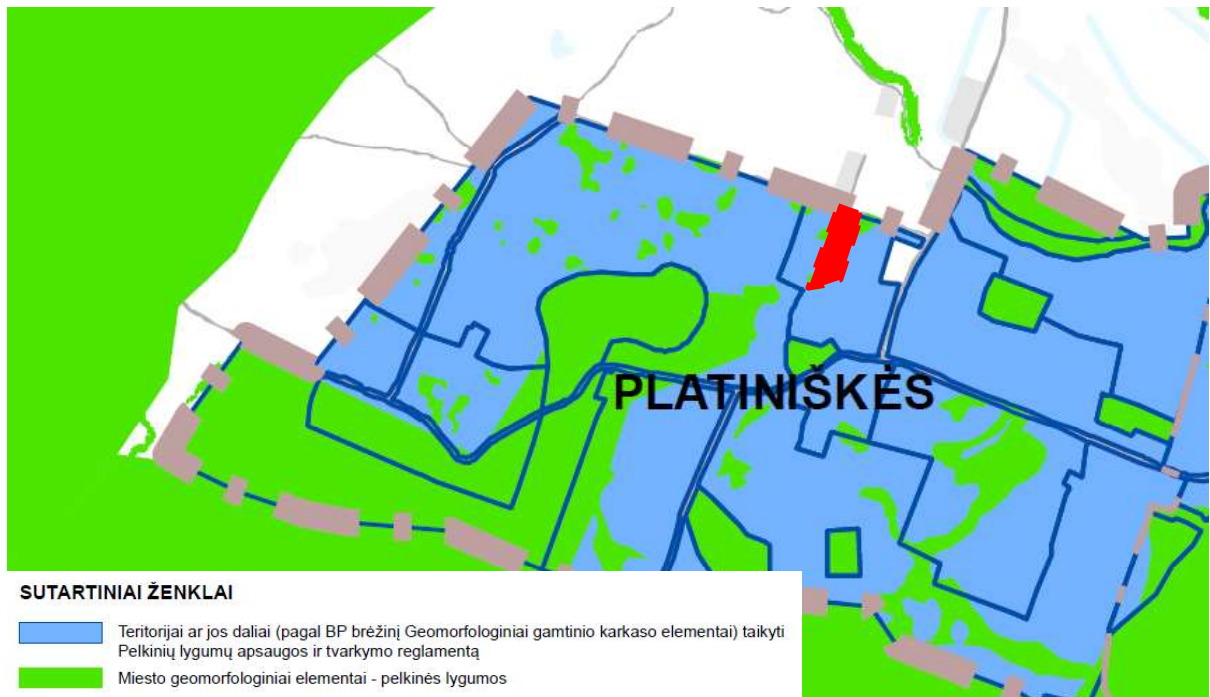 PLATINIŠKĖS
SUTARTINIAI ŽENKLAI
Teritorijai ar jos daliai (pagal BP brėžinį Geomorfologiniai gamtinio karkaso elementai) taikyti
Pelkinių lygumų apsaugos ir tvarkymo reglamentą
Miesto geomorfologiniai elementai - pelkinės lygumos